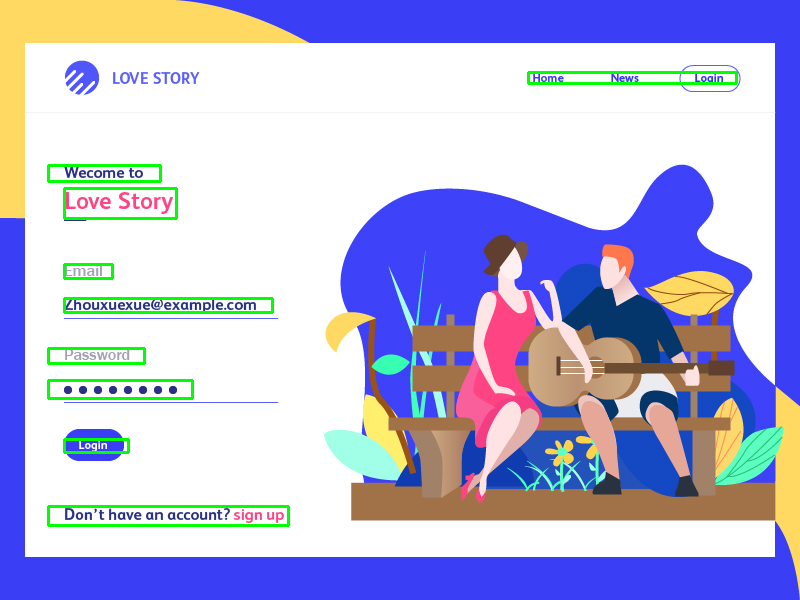 LOVE STORY
Home News Login
Wecome to
Love Story
Email
Zhouxuexue@example.com
Password
Login
Don't have an account? sign up